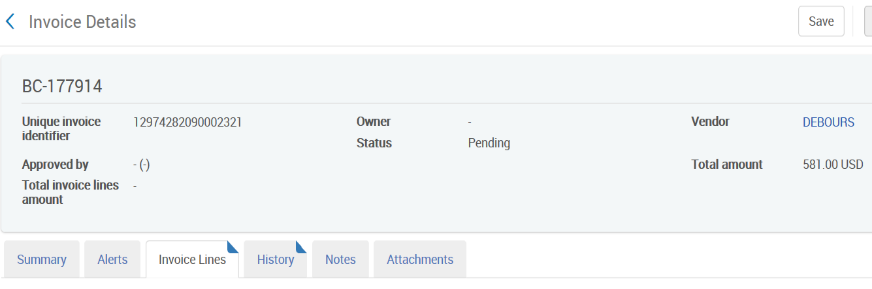 Invoice Details
Save
BC-177914
Unique invoice identifier 12974282090002321
Owner -
Vendor DEBOURS
Status Pending
Approved by - (-)
Total amount 581.00 USD
Total invoice lines amount -
Summary Alerts Invoice Lines History Notes Attachments